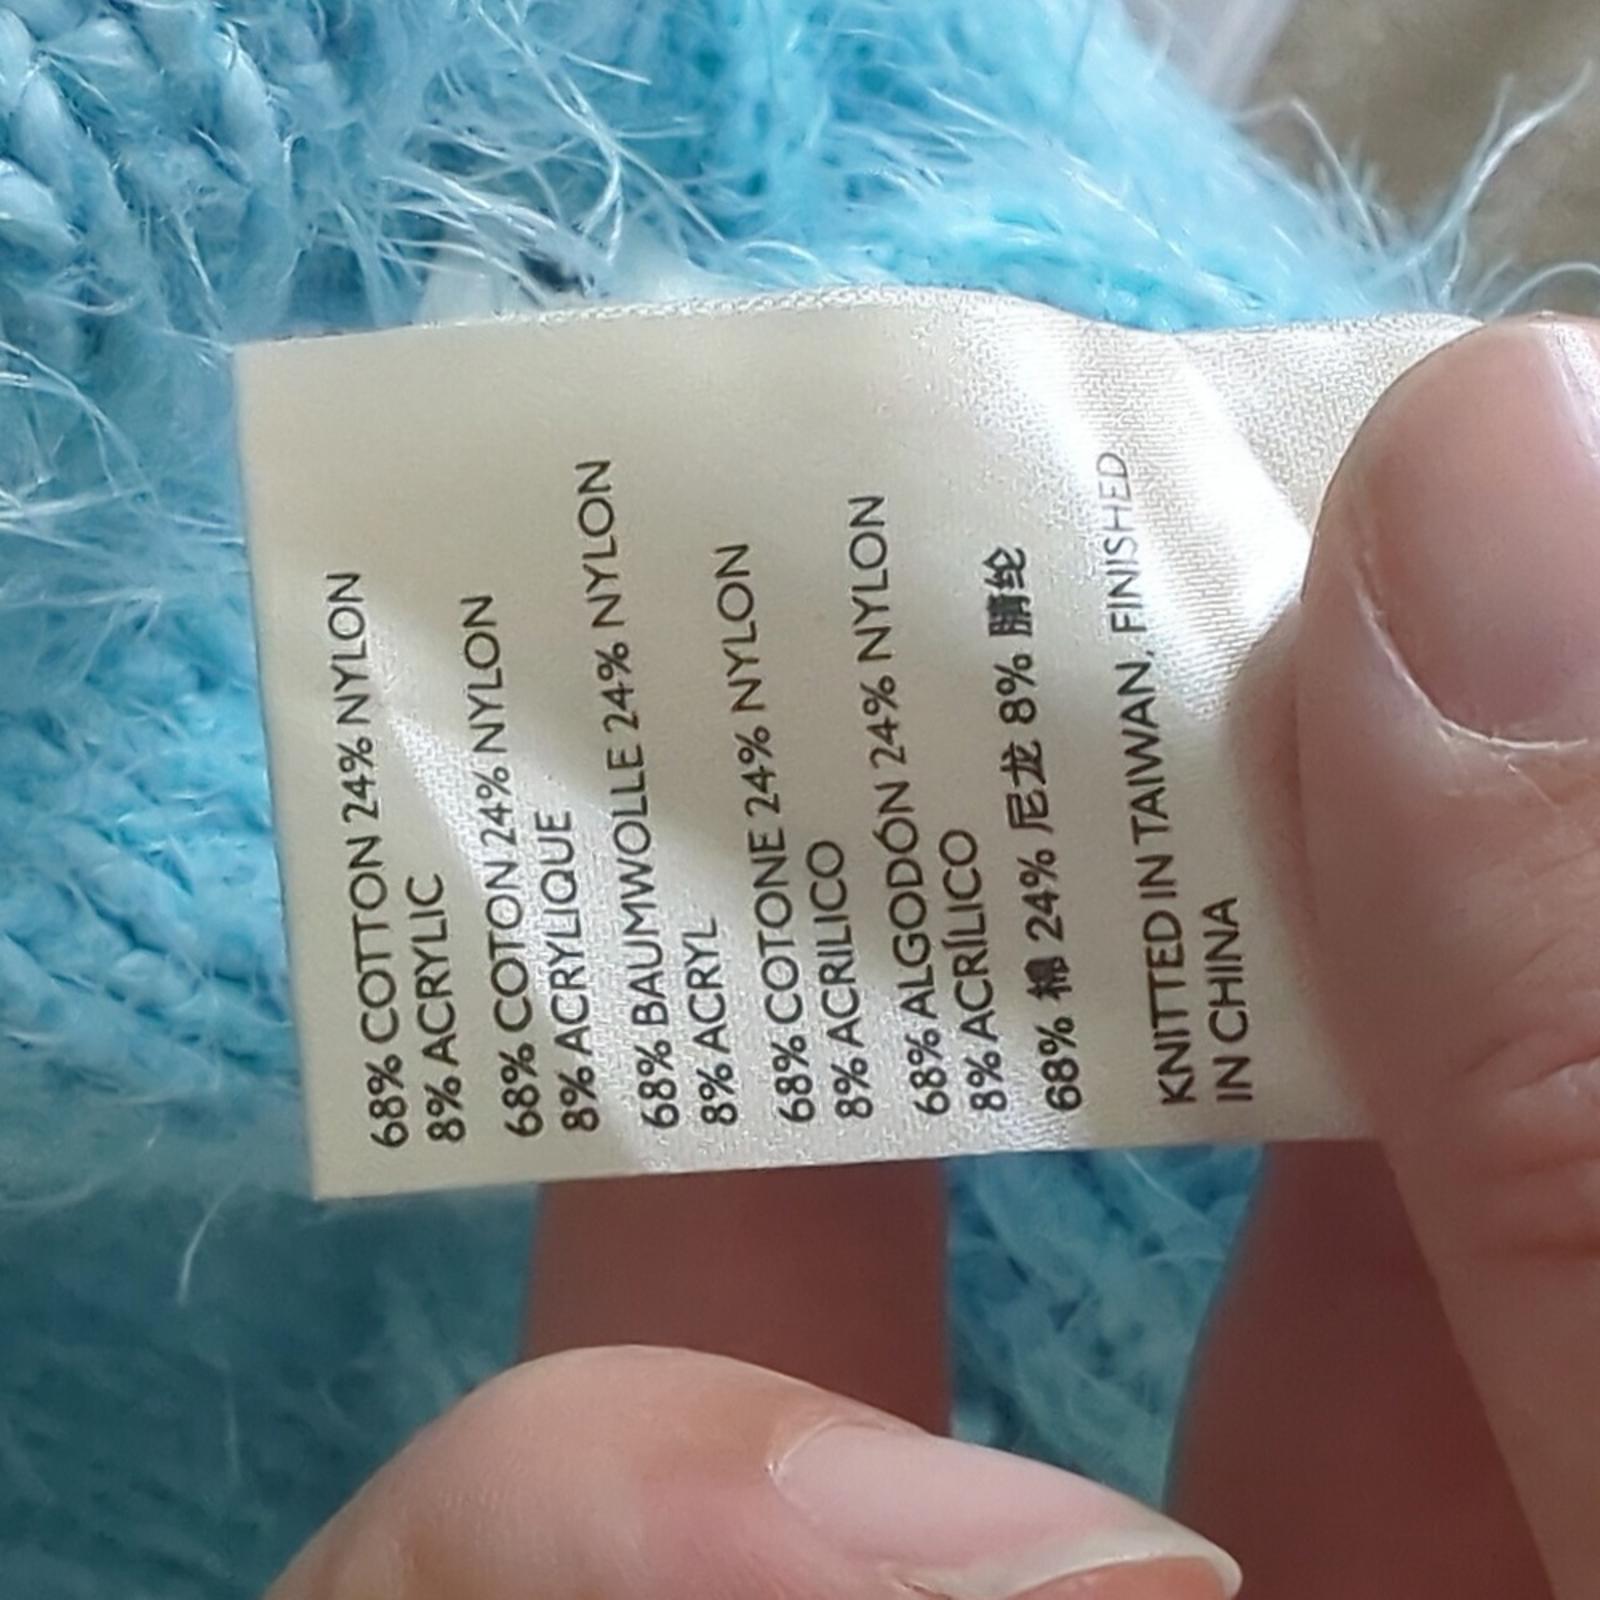 68% COTTON 24% NYLON
8% ACRYLIC
68% COTON 24% NYLON
8% ACRYLIQUE
68% BAUMWOLLE 24% NYLON
8% ACRYL
68% COTONE 24% NYLON
8% ACRILICO
68% ALGODÓN 24% NYLON
8% ACRÍLICO
68% 棉 24% 尼龙 8% 腈纶
KNITTED IN TAIWAN, FINISHED
IN CHINA